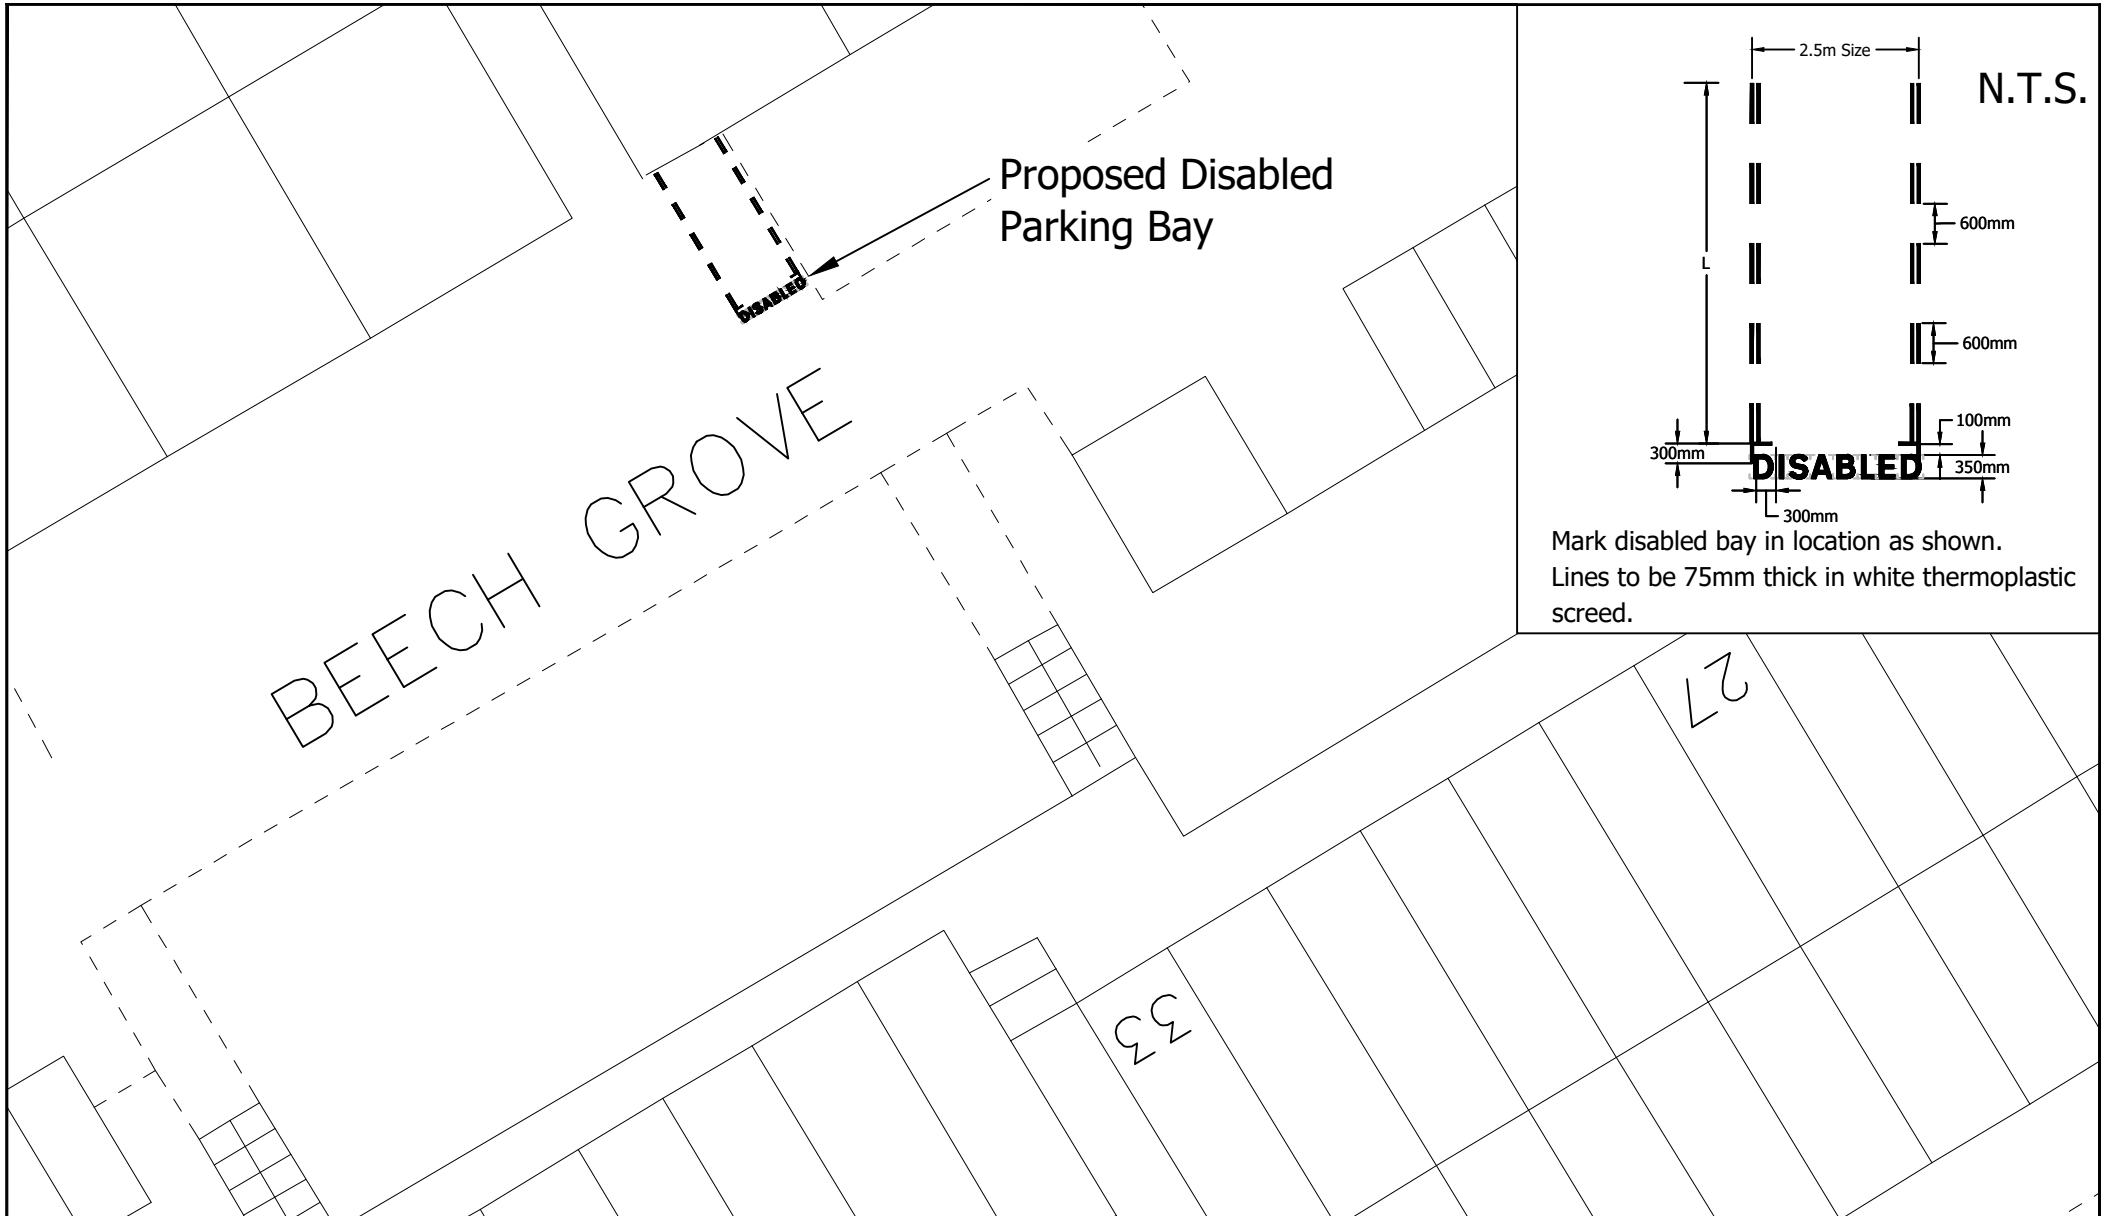 2.5m Size
N.T.S.
Proposed Disabled
Parking Bay
L
600mm
600mm
100mm
300mm
350mm
DISABLED
300mm
Mark disabled bay in location as shown.
Lines to be 75mm thick in white thermoplastic
screed.
DISABLED
BEECH GROVE
27
33